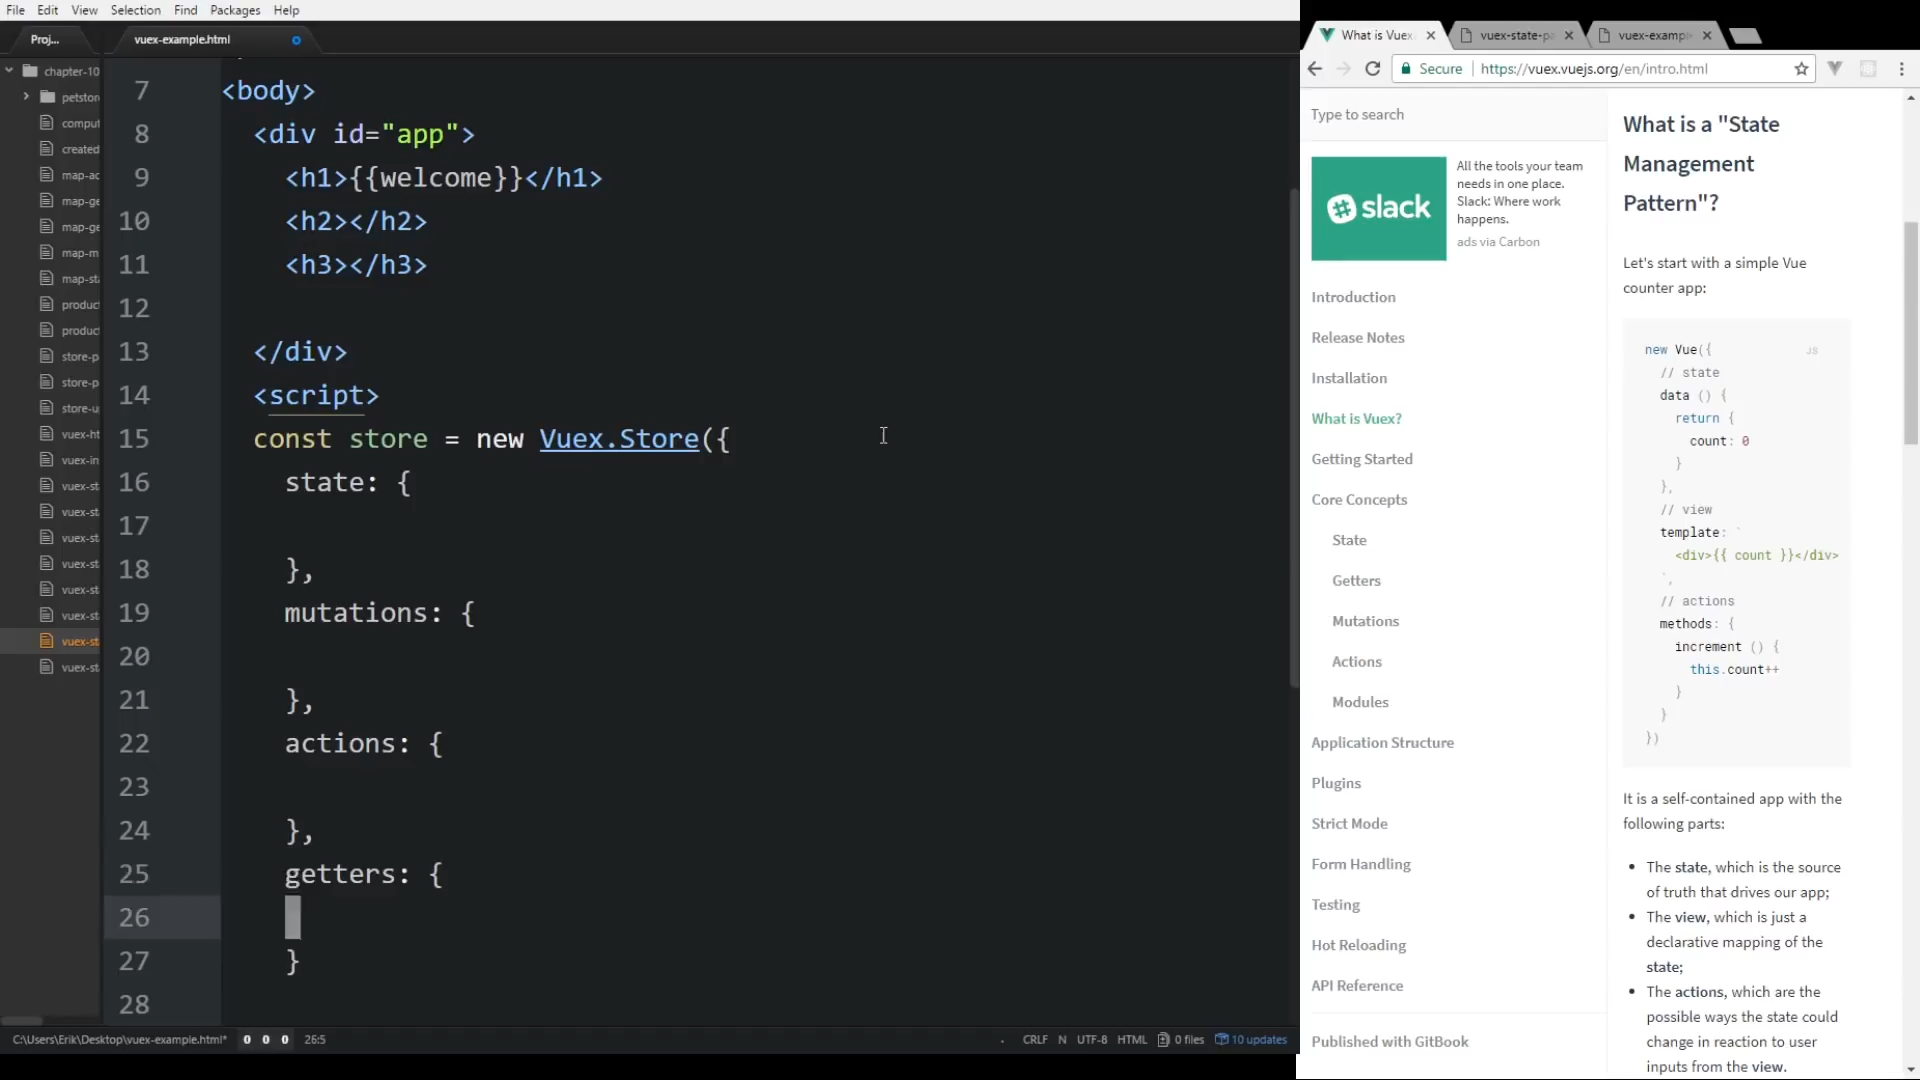 File Edit View Selection Find Packages Help
Proj...
vuex-example.html
chapter-10
petstor
comput
created
map-ac
map-ge
map-ge
map-m
map-sta
product
product
store-p
store-p
store-u
vuex-ht
vuex-in
vuex-st
vuex-st
vuex-st
vuex-st
vuex-st
vuex-st
vuex-st
vuex-st
7 <body>
8 <div id="app">
9 <h1>{{welcome}}</h1>
10 <h2></h2>
11 <h3></h3>
12
13 </div>
14 <script>
15 const store = new Vuex.Store({
16 state: {
17
18 },
19 mutations: {
20
21 },
22 actions: {
23
24 },
25 getters: {
26
27 }
28
C:\Users\Erik\Desktop\vuex-example.html* 0 0 0 26:5
CRLF N UTF-8 HTML 0 files 10 updates
What is Vuex
vuex-state-pa
vuex-exampl
Secure https://vuex.vuejs.org/en/intro.html
Type to search
slack
All the tools your team
needs in one place.
Slack: Where work
happens.
ads via Carbon
Introduction
Release Notes
Installation
What is Vuex?
Getting Started
Core Concepts
State
Getters
Mutations
Actions
Modules
Application Structure
Plugins
Strict Mode
Form Handling
Testing
Hot Reloading
API Reference
Published with GitBook
What is a "State
Management
Pattern"?
Let's start with a simple Vue
counter app:
JS
new Vue({
// state
data () {
return {
count: 0
}
},
// view
template: `
<div>{{ count }}</div>
`,
// actions
methods: {
increment () {
this.count++
}
}
})
It is a self-contained app with the
following parts:
• The state, which is the source
of truth that drives our app;
• The view, which is just a
declarative mapping of the
state;
• The actions, which are the
possible ways the state could
change in reaction to user
inputs from the view.